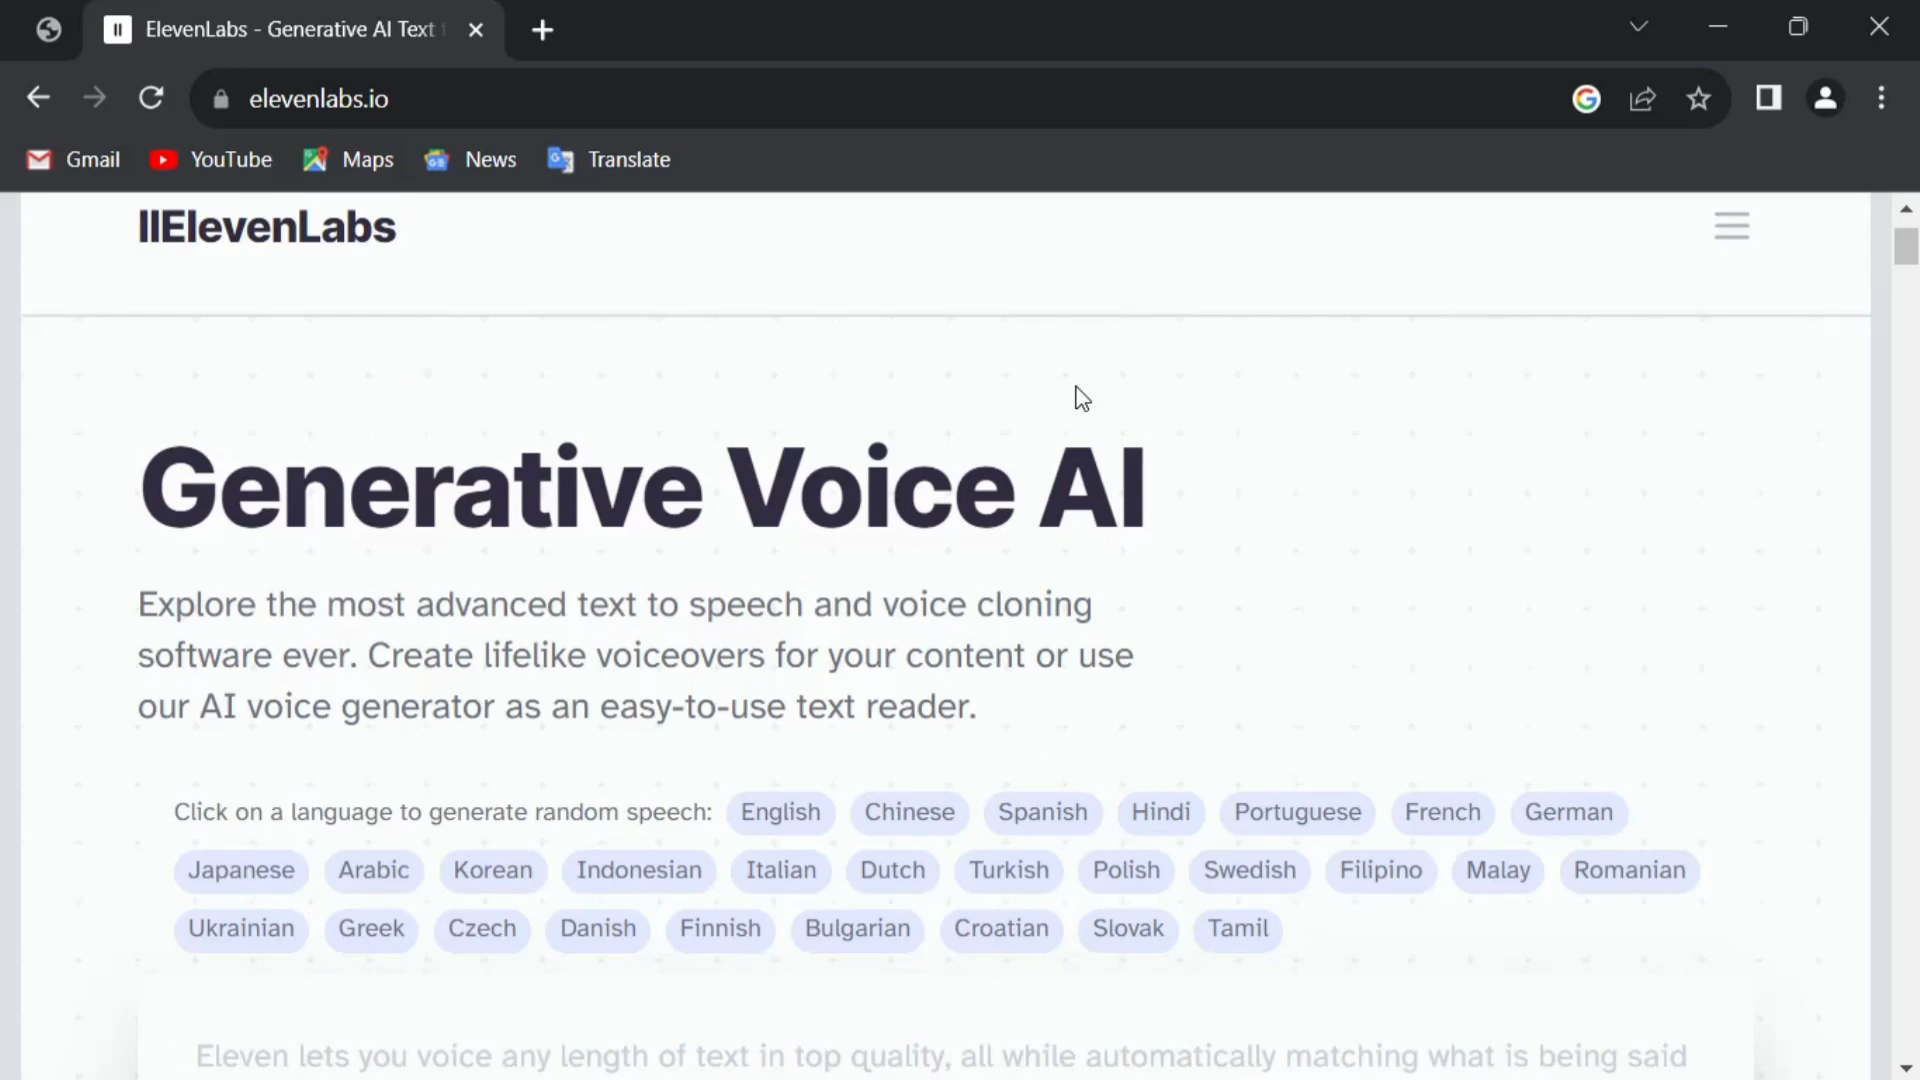 ElevenLabs - Generative AI Text
elevenlabs.io
Gmail YouTube Maps News Translate
IIElevenLabs
Generative Voice AI
Explore the most advanced text to speech and voice cloning
software ever. Create lifelike voiceovers for your content or use
our AI voice generator as an easy-to-use text reader.
Click on a language to generate random speech: English Chinese Spanish Hindi Portuguese French German
Japanese Arabic Korean Indonesian Italian Dutch Turkish Polish Swedish Filipino Malay Romanian
Ukrainian Greek Czech Danish Finnish Bulgarian Croatian Slovak Tamil
Eleven lets you voice any length of text in top quality, all while automatically matching what is being said